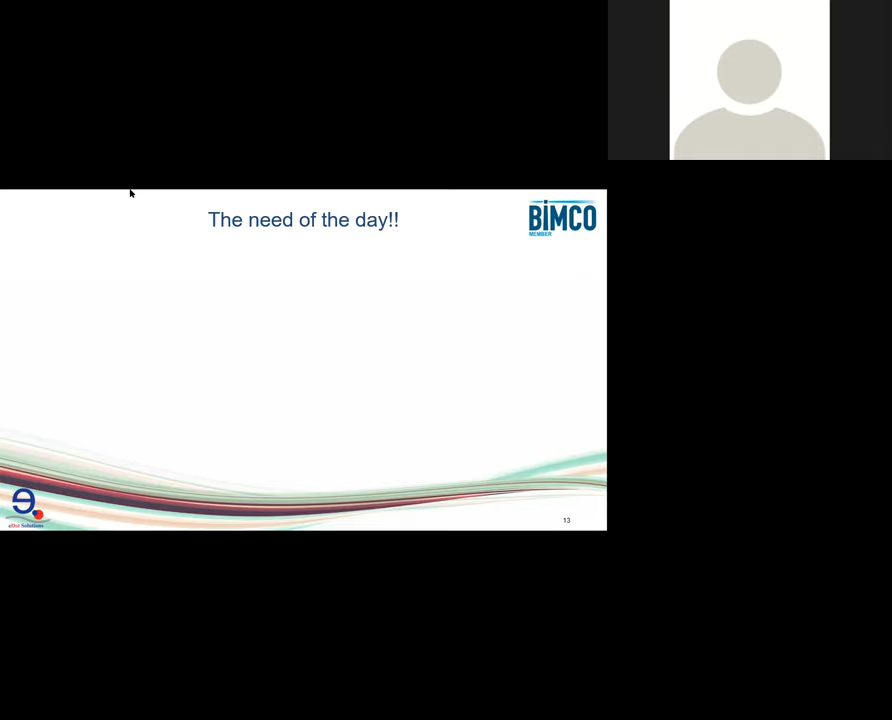 The need of the day!!
BIMCO
MEMBER
eDot Solutions
13